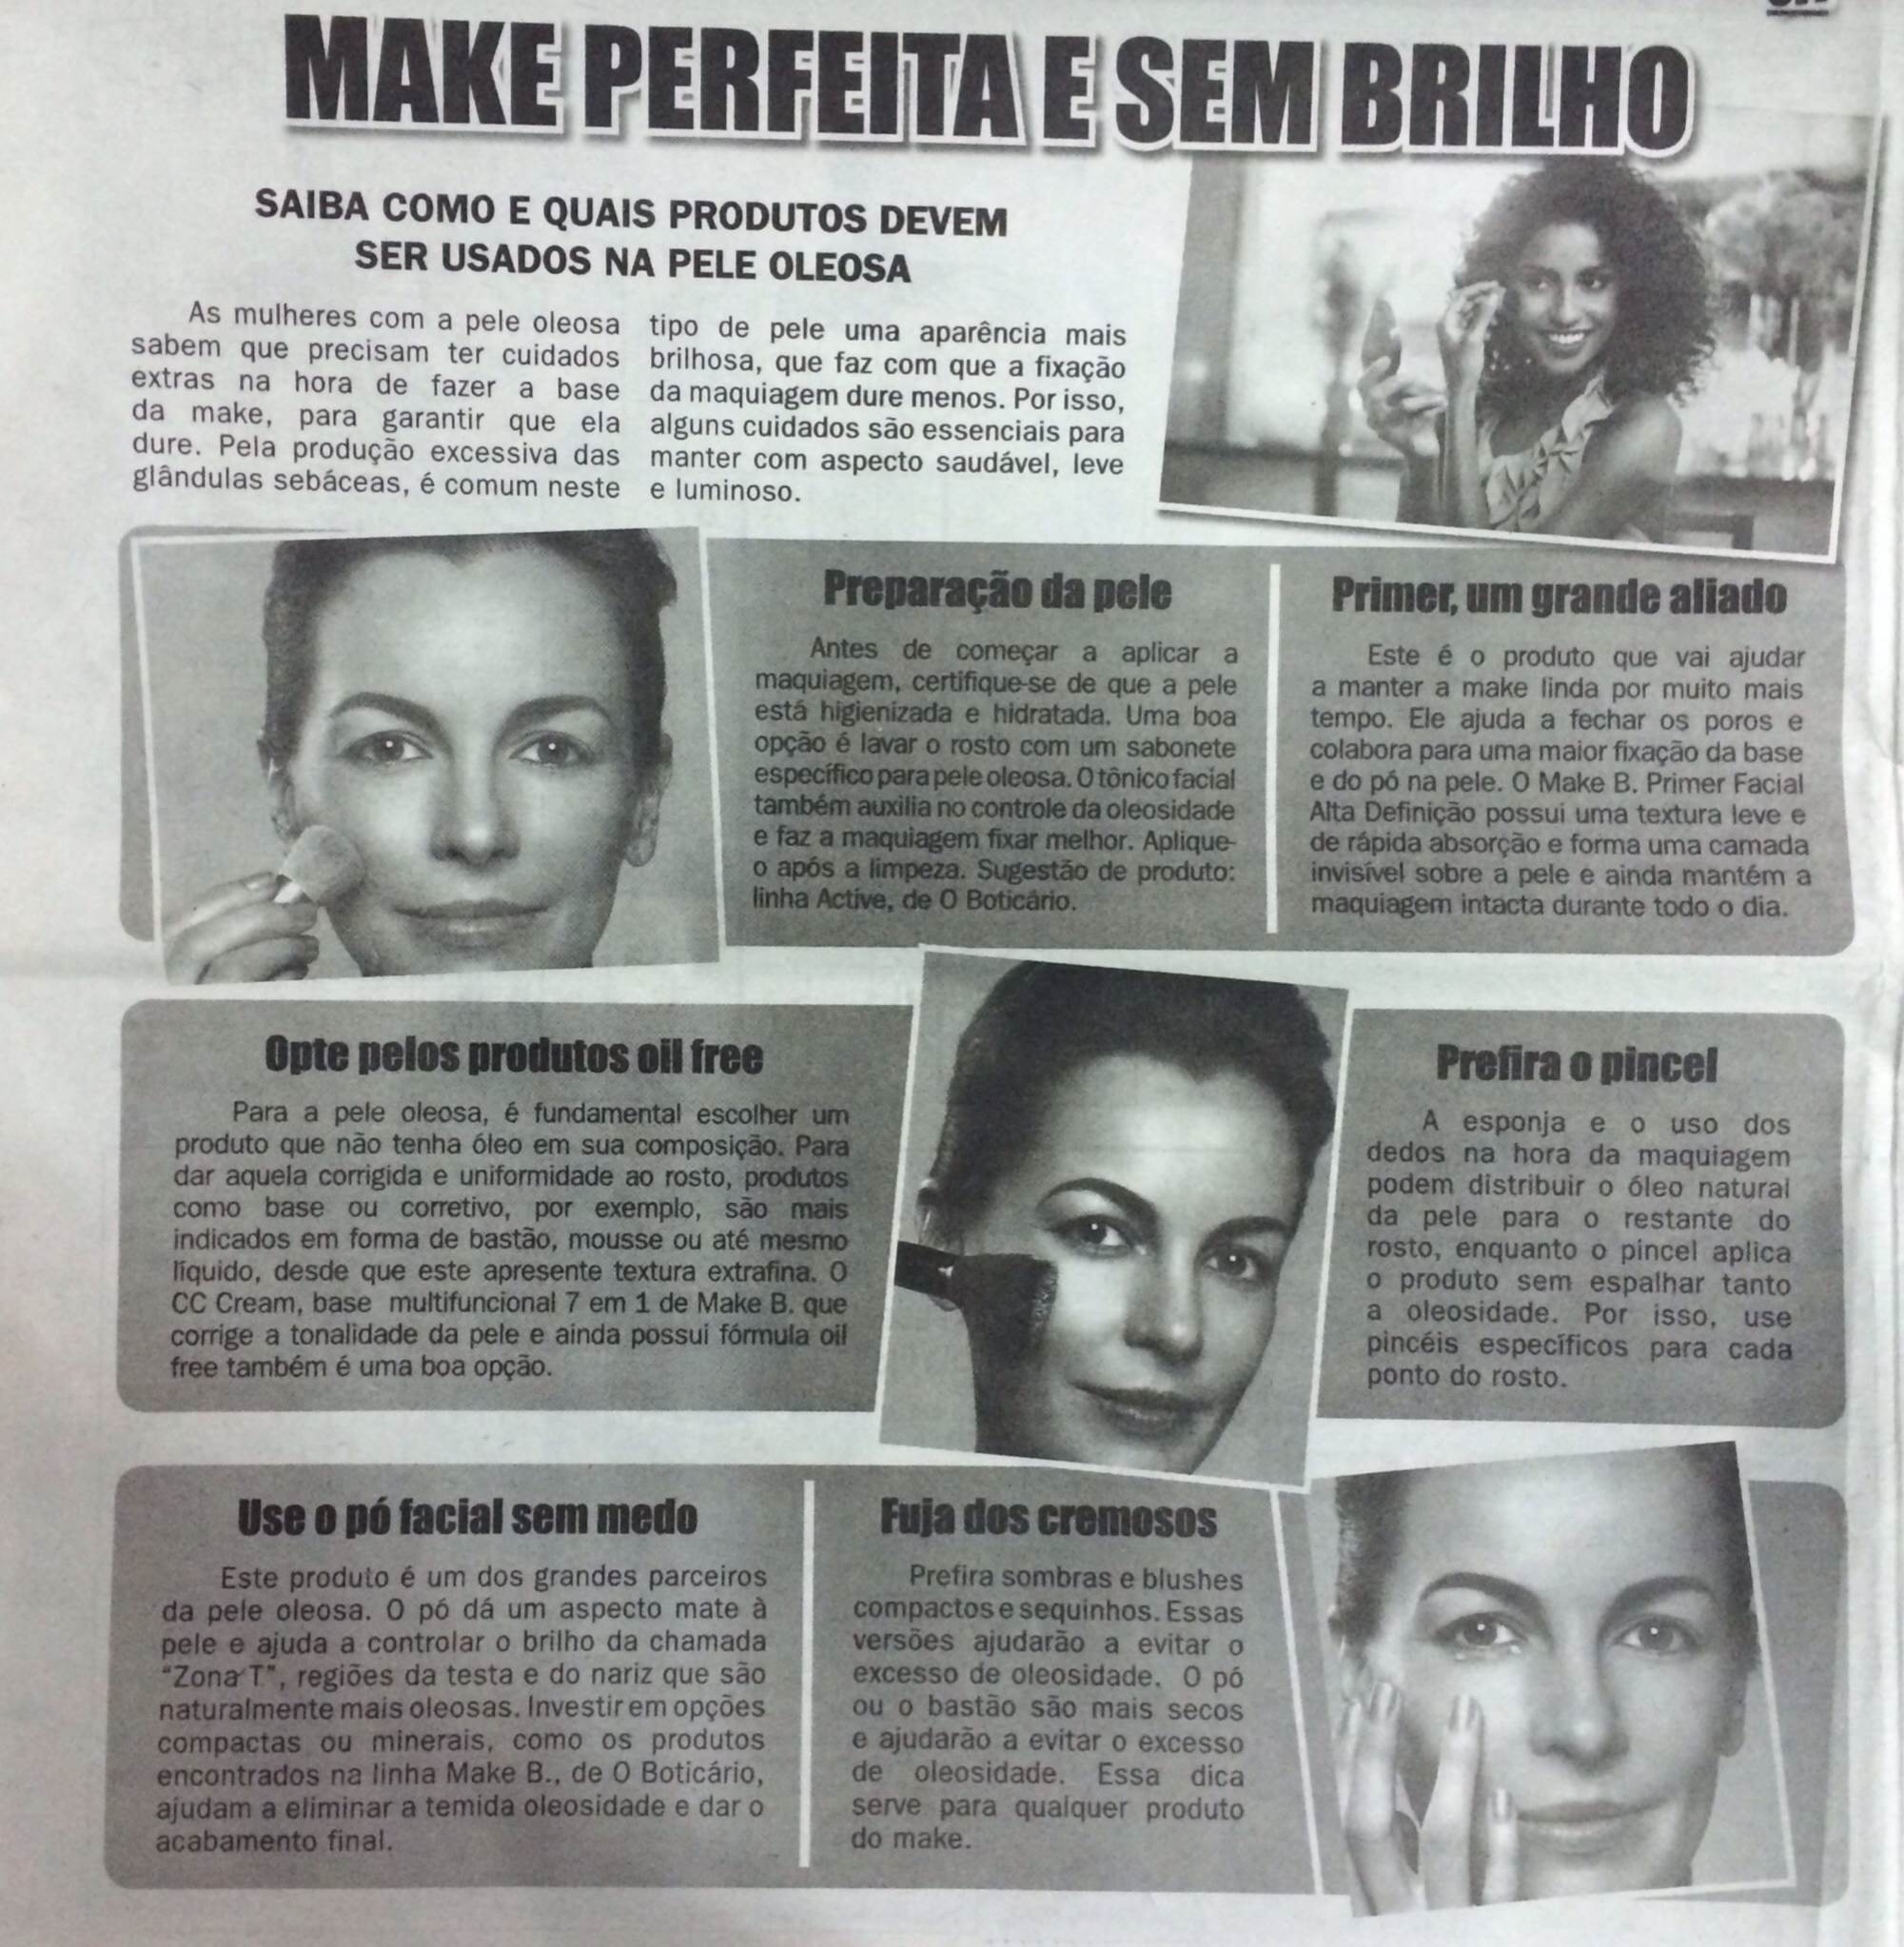 MAKE PERFEITA E SEM BRILHO
SAIBA COMO E QUAIS PRODUTOS DEVEM
SER USADOS NA PELE OLEOSA
As mulheres com a pele oleosa
sabem que precisam ter cuidados
extras na hora de fazer a base
da make, para garantir que ela
dure. Pela produção excessiva das
glândulas sebáceas, é comum neste
tipo de pele uma aparência mais
brilhosa, que faz com que a fixação
da maquiagem dure menos. Por isso,
alguns cuidados são essenciais para
manter com aspecto saudável, leve
e luminoso.
Preparação da pele
Antes de começar a aplicar a
maquiagem, certifique-se de que a pele
está higienizada e hidratada. Uma boa
opção é lavar o rosto com um sabonete
específico para pele oleosa. O tônico facial
também auxilia no controle da oleosidade
e faz a maquiagem fixar melhor. Aplique-
o após a limpeza. Sugestão de produto:
linha Active, de O Boticário.
Primer, um grande aliado
Este é o produto que vai ajudar
a manter a make linda por muito mais
tempo. Ele ajuda a fechar os poros e
colabora para uma maior fixação da base
e do pó na pele. O Make B. Primer Facial
Alta Definição possui uma textura leve e
de rápida absorção e forma uma camada
invisível sobre a pele e ainda mantém a
maquiagem intacta durante todo o dia.
Opte pelos produtos oil free
Para a pele oleosa, é fundamental escolher um
produto que não tenha óleo em sua composição. Para
dar aquela corrigida e uniformidade ao rosto, produtos
como base ou corretivo, por exemplo, são mais
indicados em forma de bastão, mousse ou até mesmo
líquido, desde que este apresente textura extrafina. O
CC Cream, base multifuncional 7 em 1 de Make B. que
corrige a tonalidade da pele e ainda possui fórmula oil
free também é uma boa opção.
Prefira o pincel
A esponja e o uso dos
dedos na hora da maquiagem
podem distribuir o óleo natural
da pele para o restante do
rosto, enquanto o pincel aplica
o produto sem espalhar tanto
a oleosidade. Por isso, use
pincéis específicos para cada
ponto do rosto.
Use o pó facial sem medo
Este produto é um dos grandes parceiros
da pele oleosa. O pó dá um aspecto mate à
pele e ajuda a controlar o brilho da chamada
“Zona T”, regiões da testa e do nariz que são
naturalmente mais oleosas. Investir em opções
compactas ou minerais, como os produtos
encontrados na linha Make B., de O Boticário,
ajudam a eliminar a temida oleosidade e dar o
acabamento final.
Fuja dos cremosos
Prefira sombras e blushes
compactos e sequinhos. Essas
versões ajudarão a evitar o
excesso de oleosidade. O pó
ou o bastão são mais secos
e ajudarão a evitar o excesso
de oleosidade. Essa dica
serve para qualquer produto
do make.